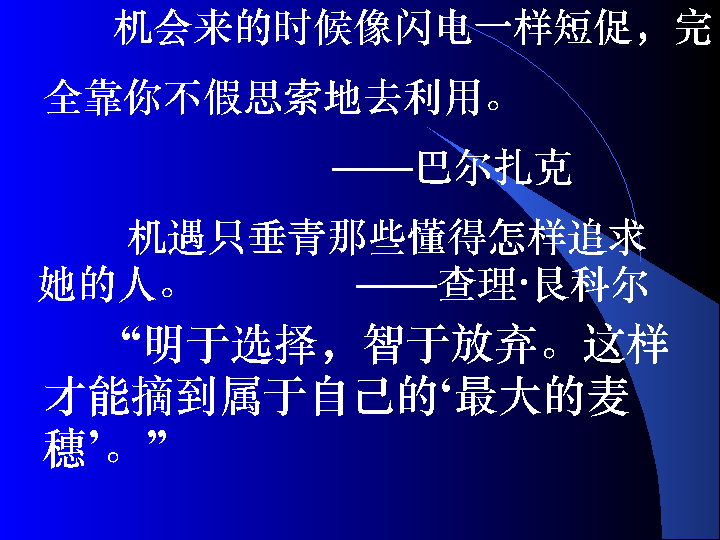 机会来的时候像闪电一样短促，完
全靠你不假思索地去利用。
——巴尔扎克
机遇只垂青那些懂得怎样追求
她的人。 ——查理·艮科尔
“明于选择，智于放弃。这样
才能摘到属于自己的‘最大的麦
穗’。”